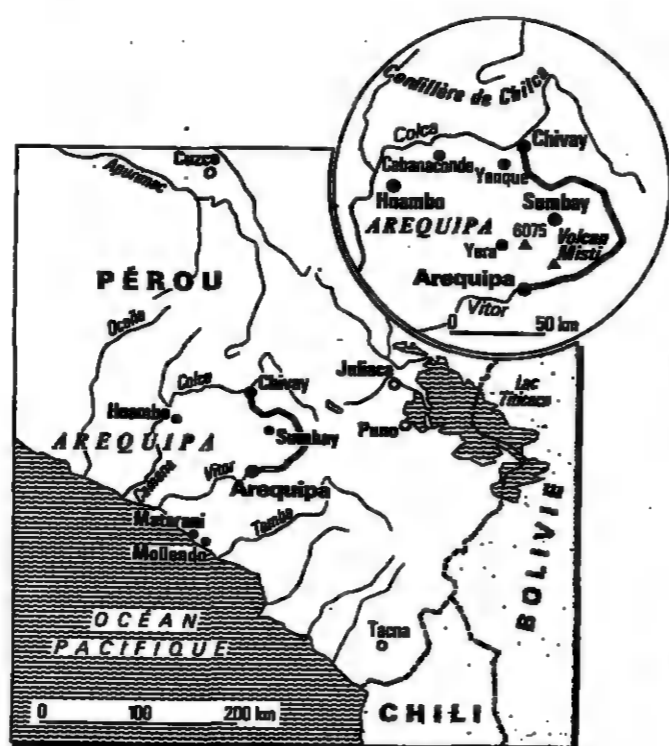 Cordillère de Chilca
Colca
Chivay
Cabanaconde
Yanque
Huambo
Sumbay
AREQUIPA
6075
Volcan
Misti
Yura
Arequipa
Vitor
0 50 km
Cuzco
Apurimac
PÉROU
Ocoña
Colca
Chivay
Juliaca
Lac
Titicaca
Huambo
Puno
Sumbay
AREQUIPA
Camana
Vitor
Arequipa
Matarani
Tambo
Mollendo
BOLIVIE
OCÉAN
PACIFIQUE
Tacna
0 100 200 km
CHILI